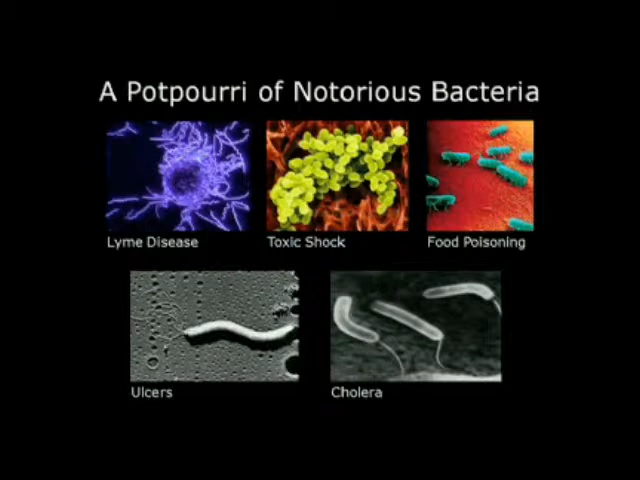 A Potpourri of Notorious Bacteria
Lyme Disease
Toxic Shock
Food Poisoning
Ulcers
Cholera